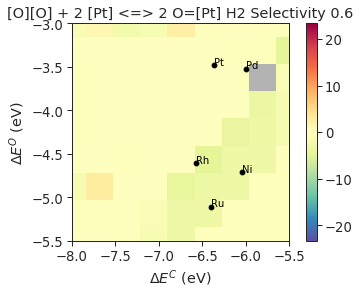 [O][O] + 2 [Pt] <=> 2 O=[Pt] H2 Selectivity 0.6
−3.0
−3.5
−4.0
−4.5
−5.0
−5.5
ΔE^O (eV)
Pt
Pd
Rh
Ni
Ru
−8.0 −7.5 −7.0 −6.5 −6.0 −5.5
ΔE^C (eV)
20
10
0
−10
−20